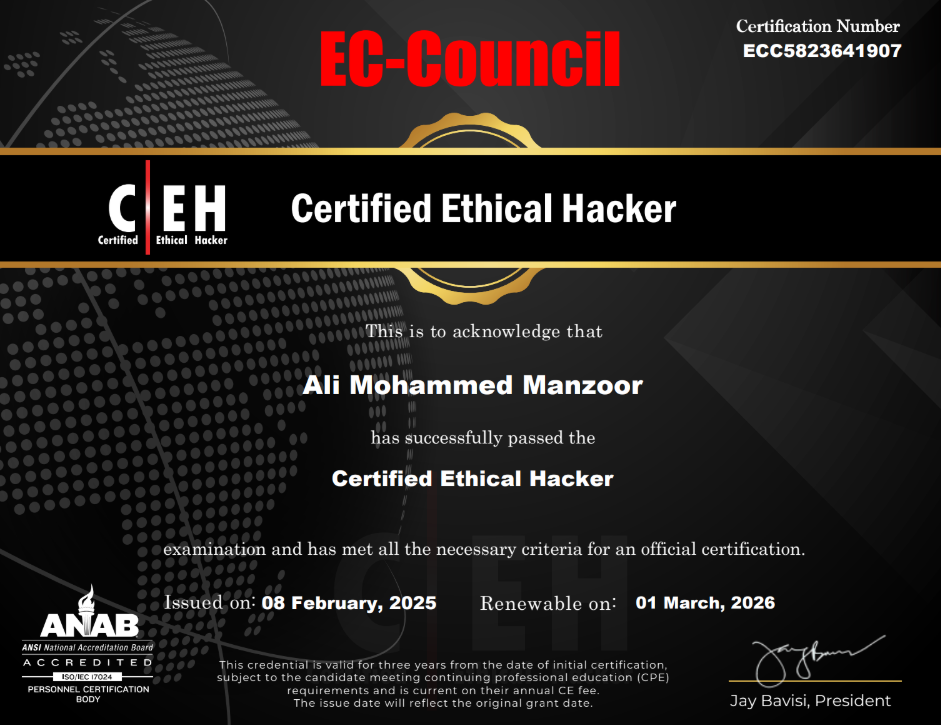 EC-Council
Certification Number
ECC5823641907
C EH
Certified Ethical Hacker
Certified Ethical Hacker
This is to acknowledge that
Ali Mohammed Manzoor
has successfully passed the
Certified Ethical Hacker
examination and has met all the necessary criteria for an official certification.
C EH
Issued on: 08 February, 2025 Renewable on: 01 March, 2026
ANAB
ANSI National Accreditation Board
ACCREDITED
ISO/IEC 17024
PERSONNEL CERTIFICATION
BODY
This credential is valid for three years from the date of initial certification,
subject to the candidate meeting continuing professional education (CPE)
requirements and is current on their annual CE fee.
The issue date will reflect the original grant date.
Jay Bavisi, President